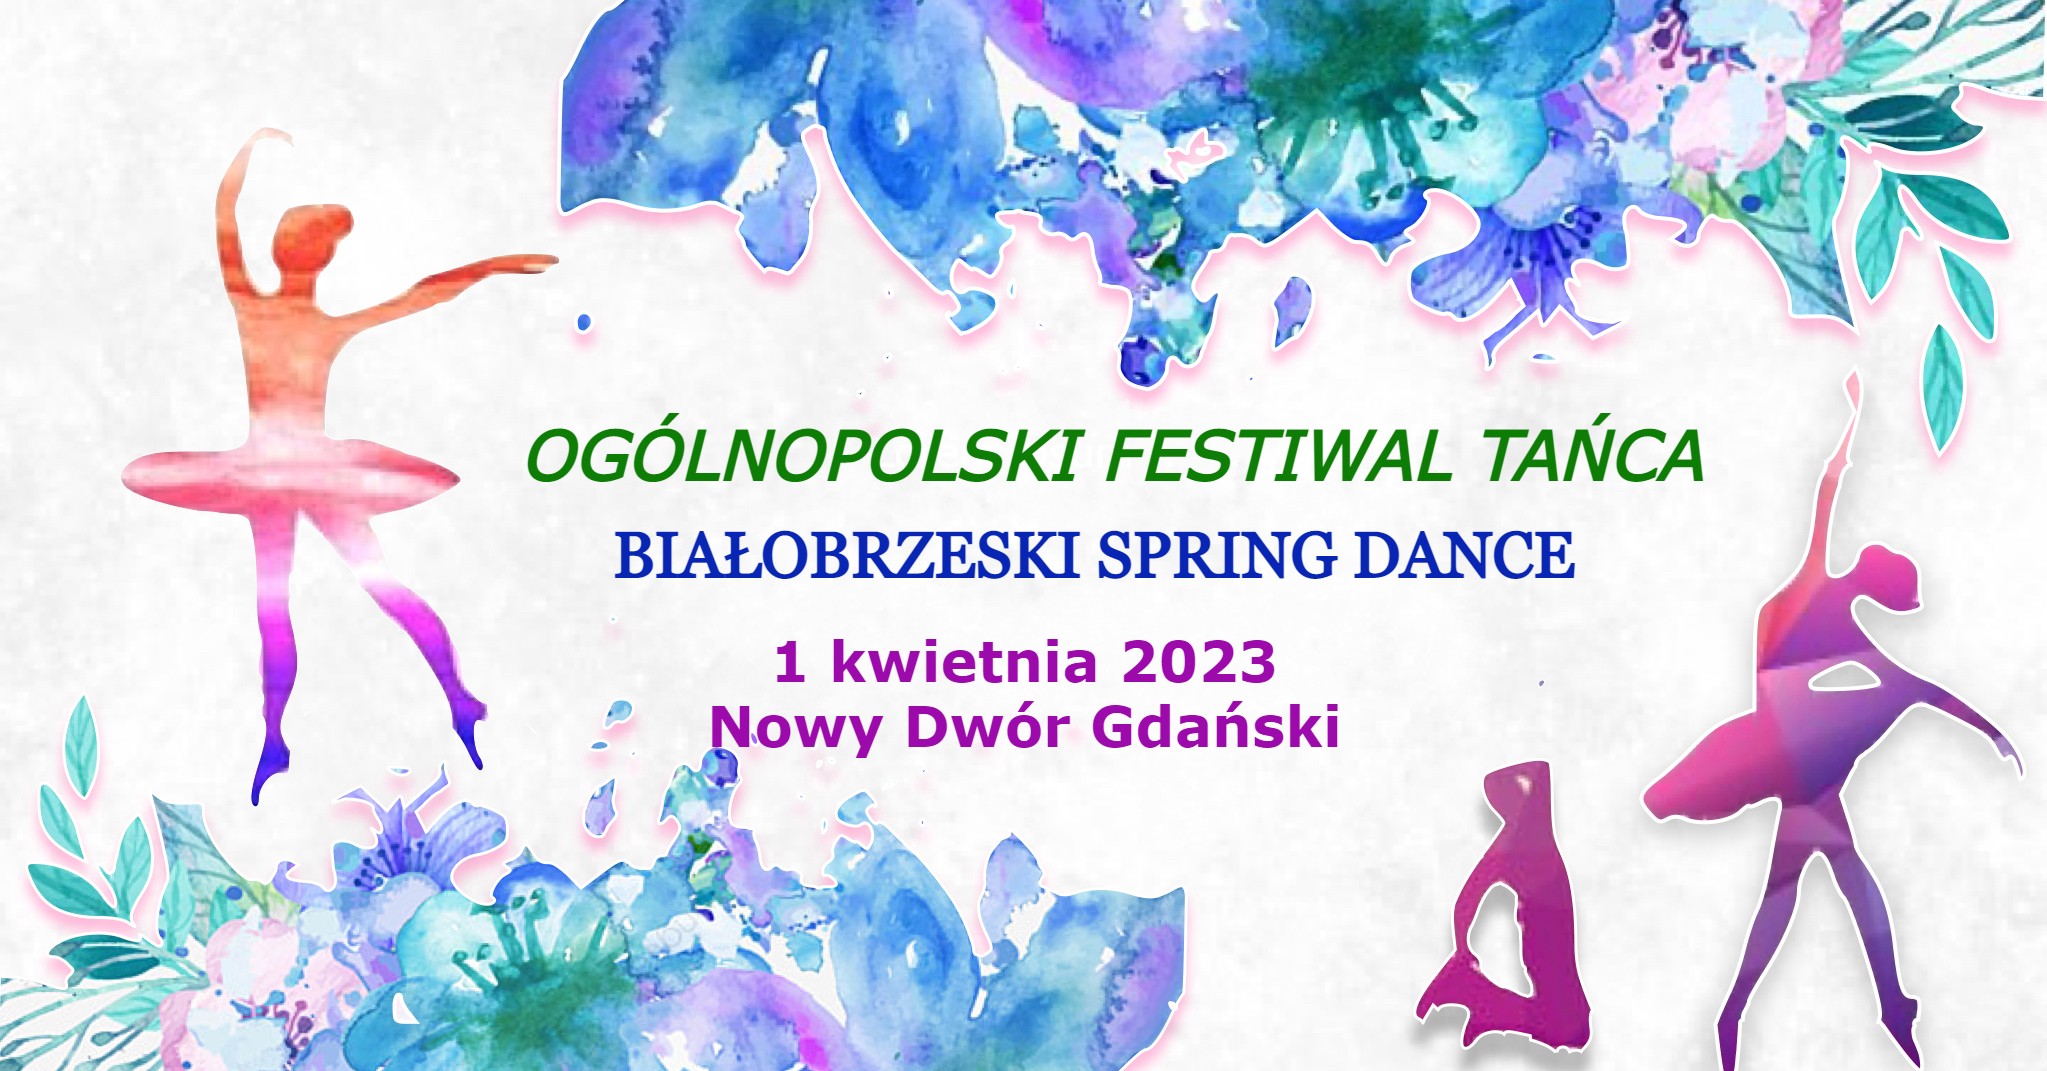 OGÓLNOPOLSKI FESTIWAL TAŃCA
BIAŁOBRZESKI SPRING DANCE
1 kwietnia 2023
Nowy Dwór Gdański